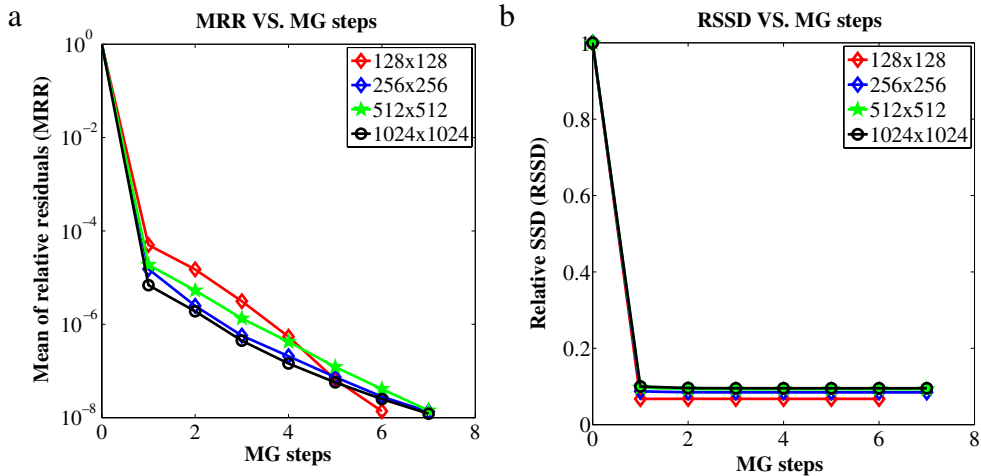 a
MRR VS. MG steps
Mean of relative residuals (MRR)
10^0
10^−2
10^−4
10^−6
10^−8
0
2
4
6
8
MG steps
128x128
256x256
512x512
1024x1024
b
RSSD VS. MG steps
Relative SSD (RSSD)
1
0.8
0.6
0.4
0.2
0
0
2
4
6
8
MG steps
128x128
256x256
512x512
1024x1024